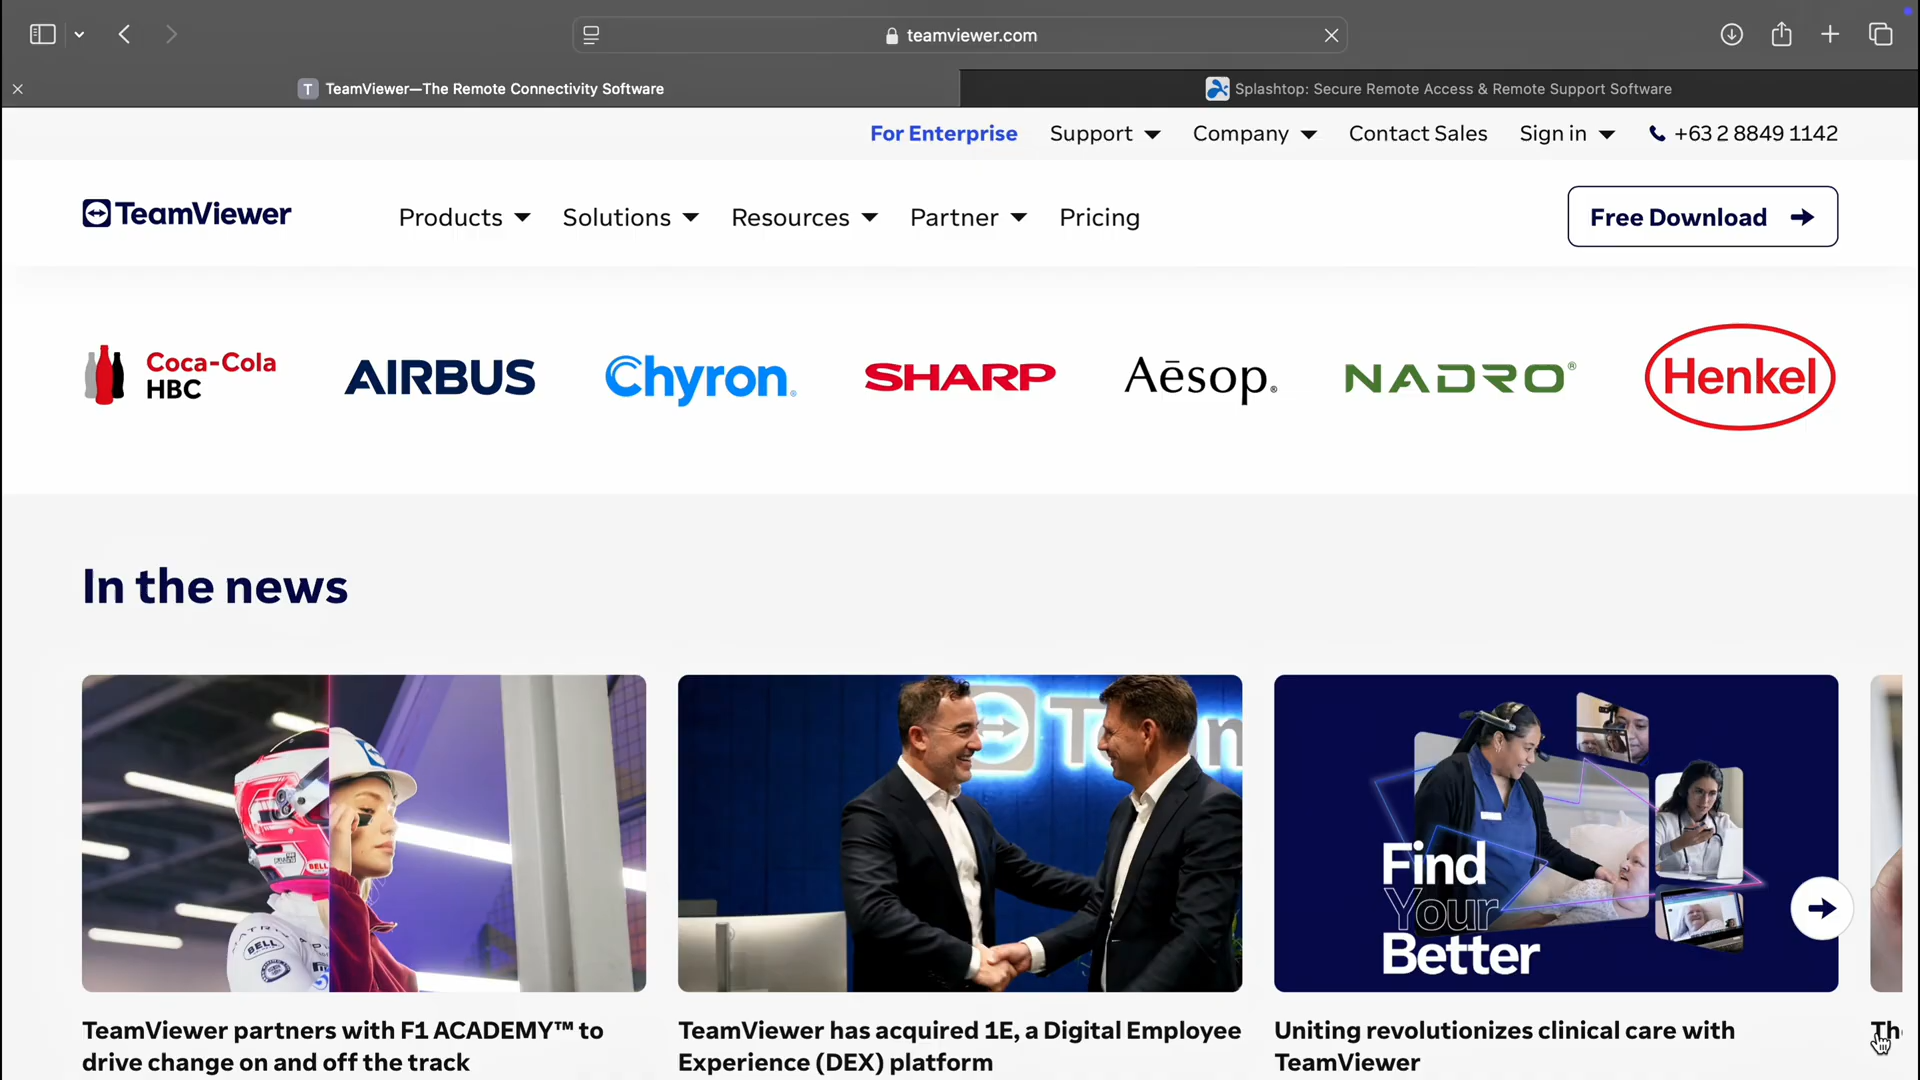 teamviewer.com
T TeamViewer—The Remote Connectivity Software
Splashtop: Secure Remote Access & Remote Support Software
For Enterprise Support Company Contact Sales Sign in +63 2 8849 1142
TeamViewer Products Solutions Resources Partner Pricing Free Download
Coca-Cola
HBC
AIRBUS
Chyron®
SHARP
Aēsop®
NADRO®
Henkel
In the news
BELL
BELL
Find
Your
Better
TeamViewer partners with F1 ACADEMY™ to
drive change on and off the track
TeamViewer has acquired 1E, a Digital Employee
Experience (DEX) platform
Uniting revolutionizes clinical care with
TeamViewer